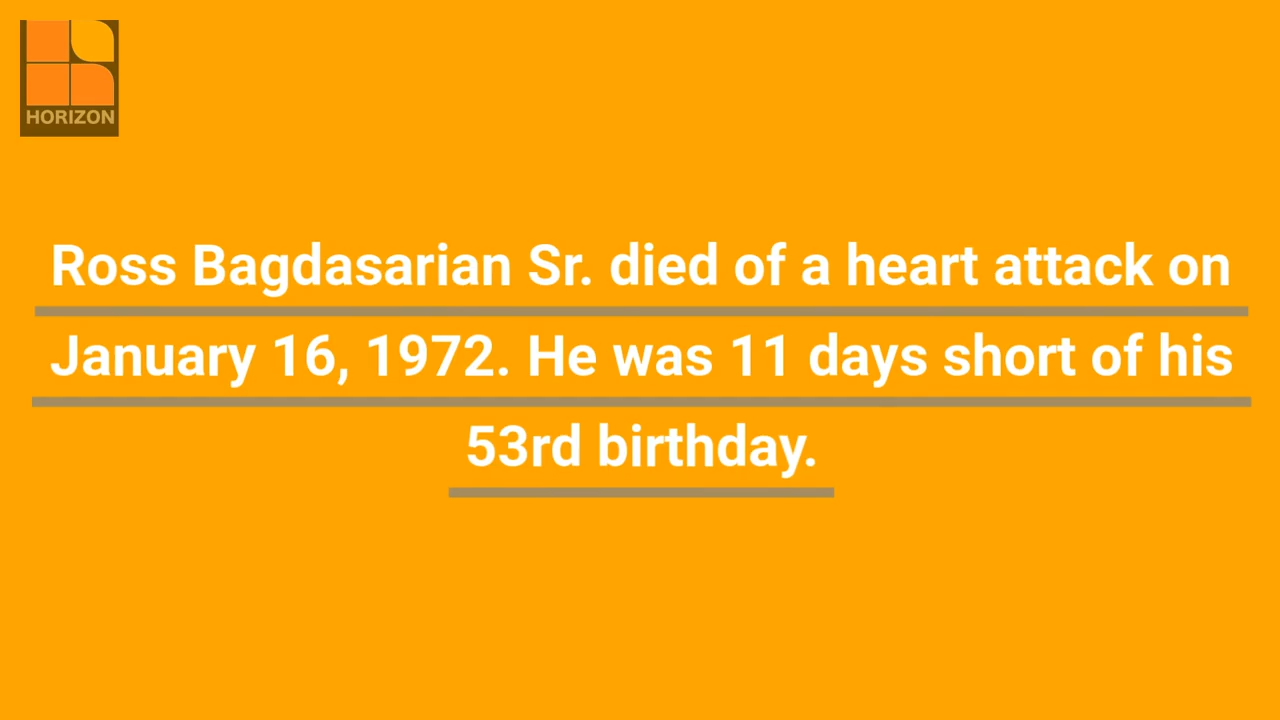 HORIZON
Ross Bagdasarian Sr. died of a heart attack on
January 16, 1972. He was 11 days short of his
53rd birthday.